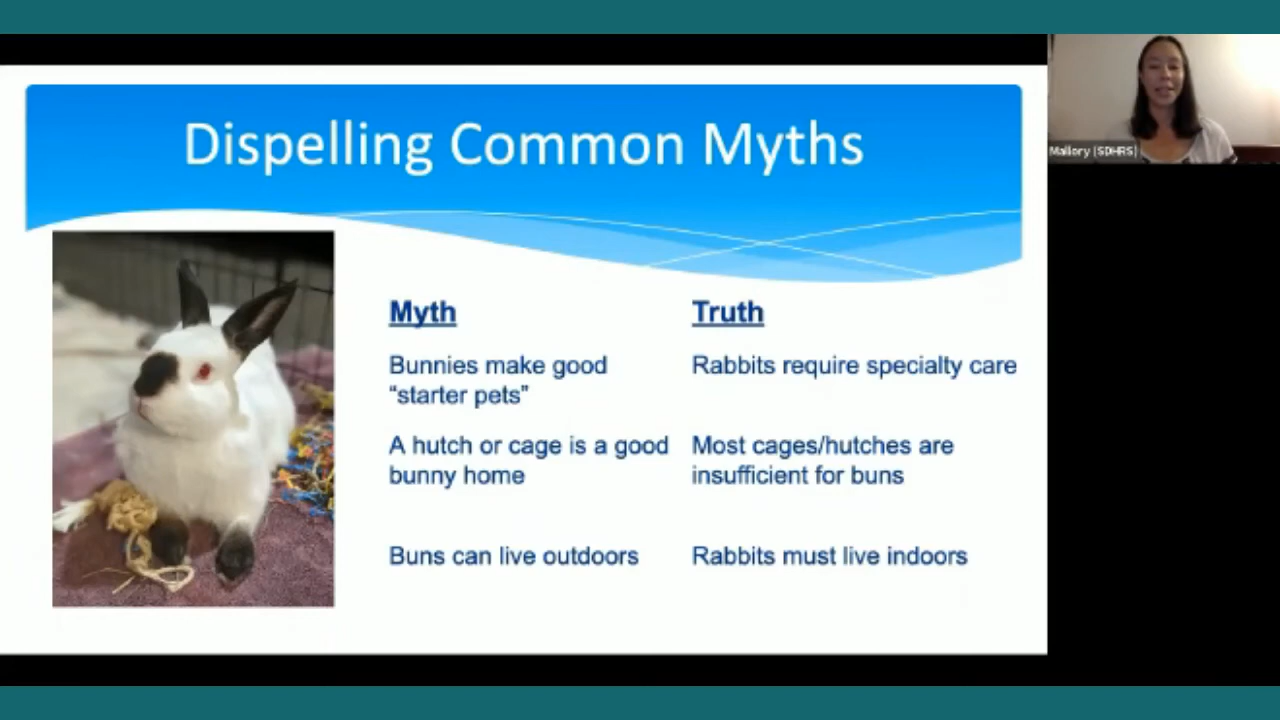 Dispelling Common Myths
Mallory (SDHRS)
Myth
Truth
Bunnies make good
“starter pets”
Rabbits require specialty care
A hutch or cage is a good
bunny home
Most cages/hutches are
insufficient for buns
Buns can live outdoors
Rabbits must live indoors